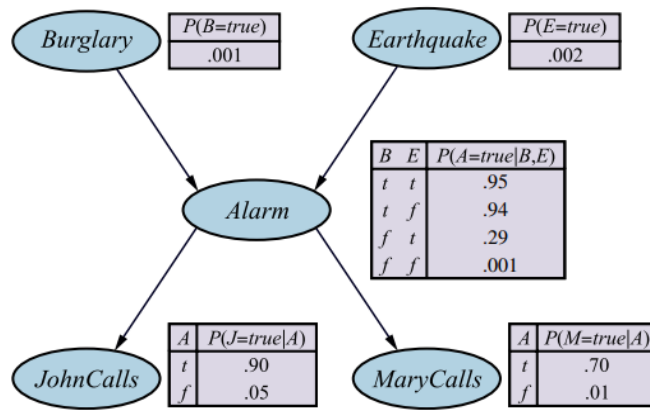 Burglary
P(B=true)
.001
Earthquake
P(E=true)
.002
Alarm
B E P(A=true|B,E)
t t .95
t f .94
f t .29
f f .001
JohnCalls
A P(J=true|A)
t .90
f .05
MaryCalls
A P(M=true|A)
t .70
f .01